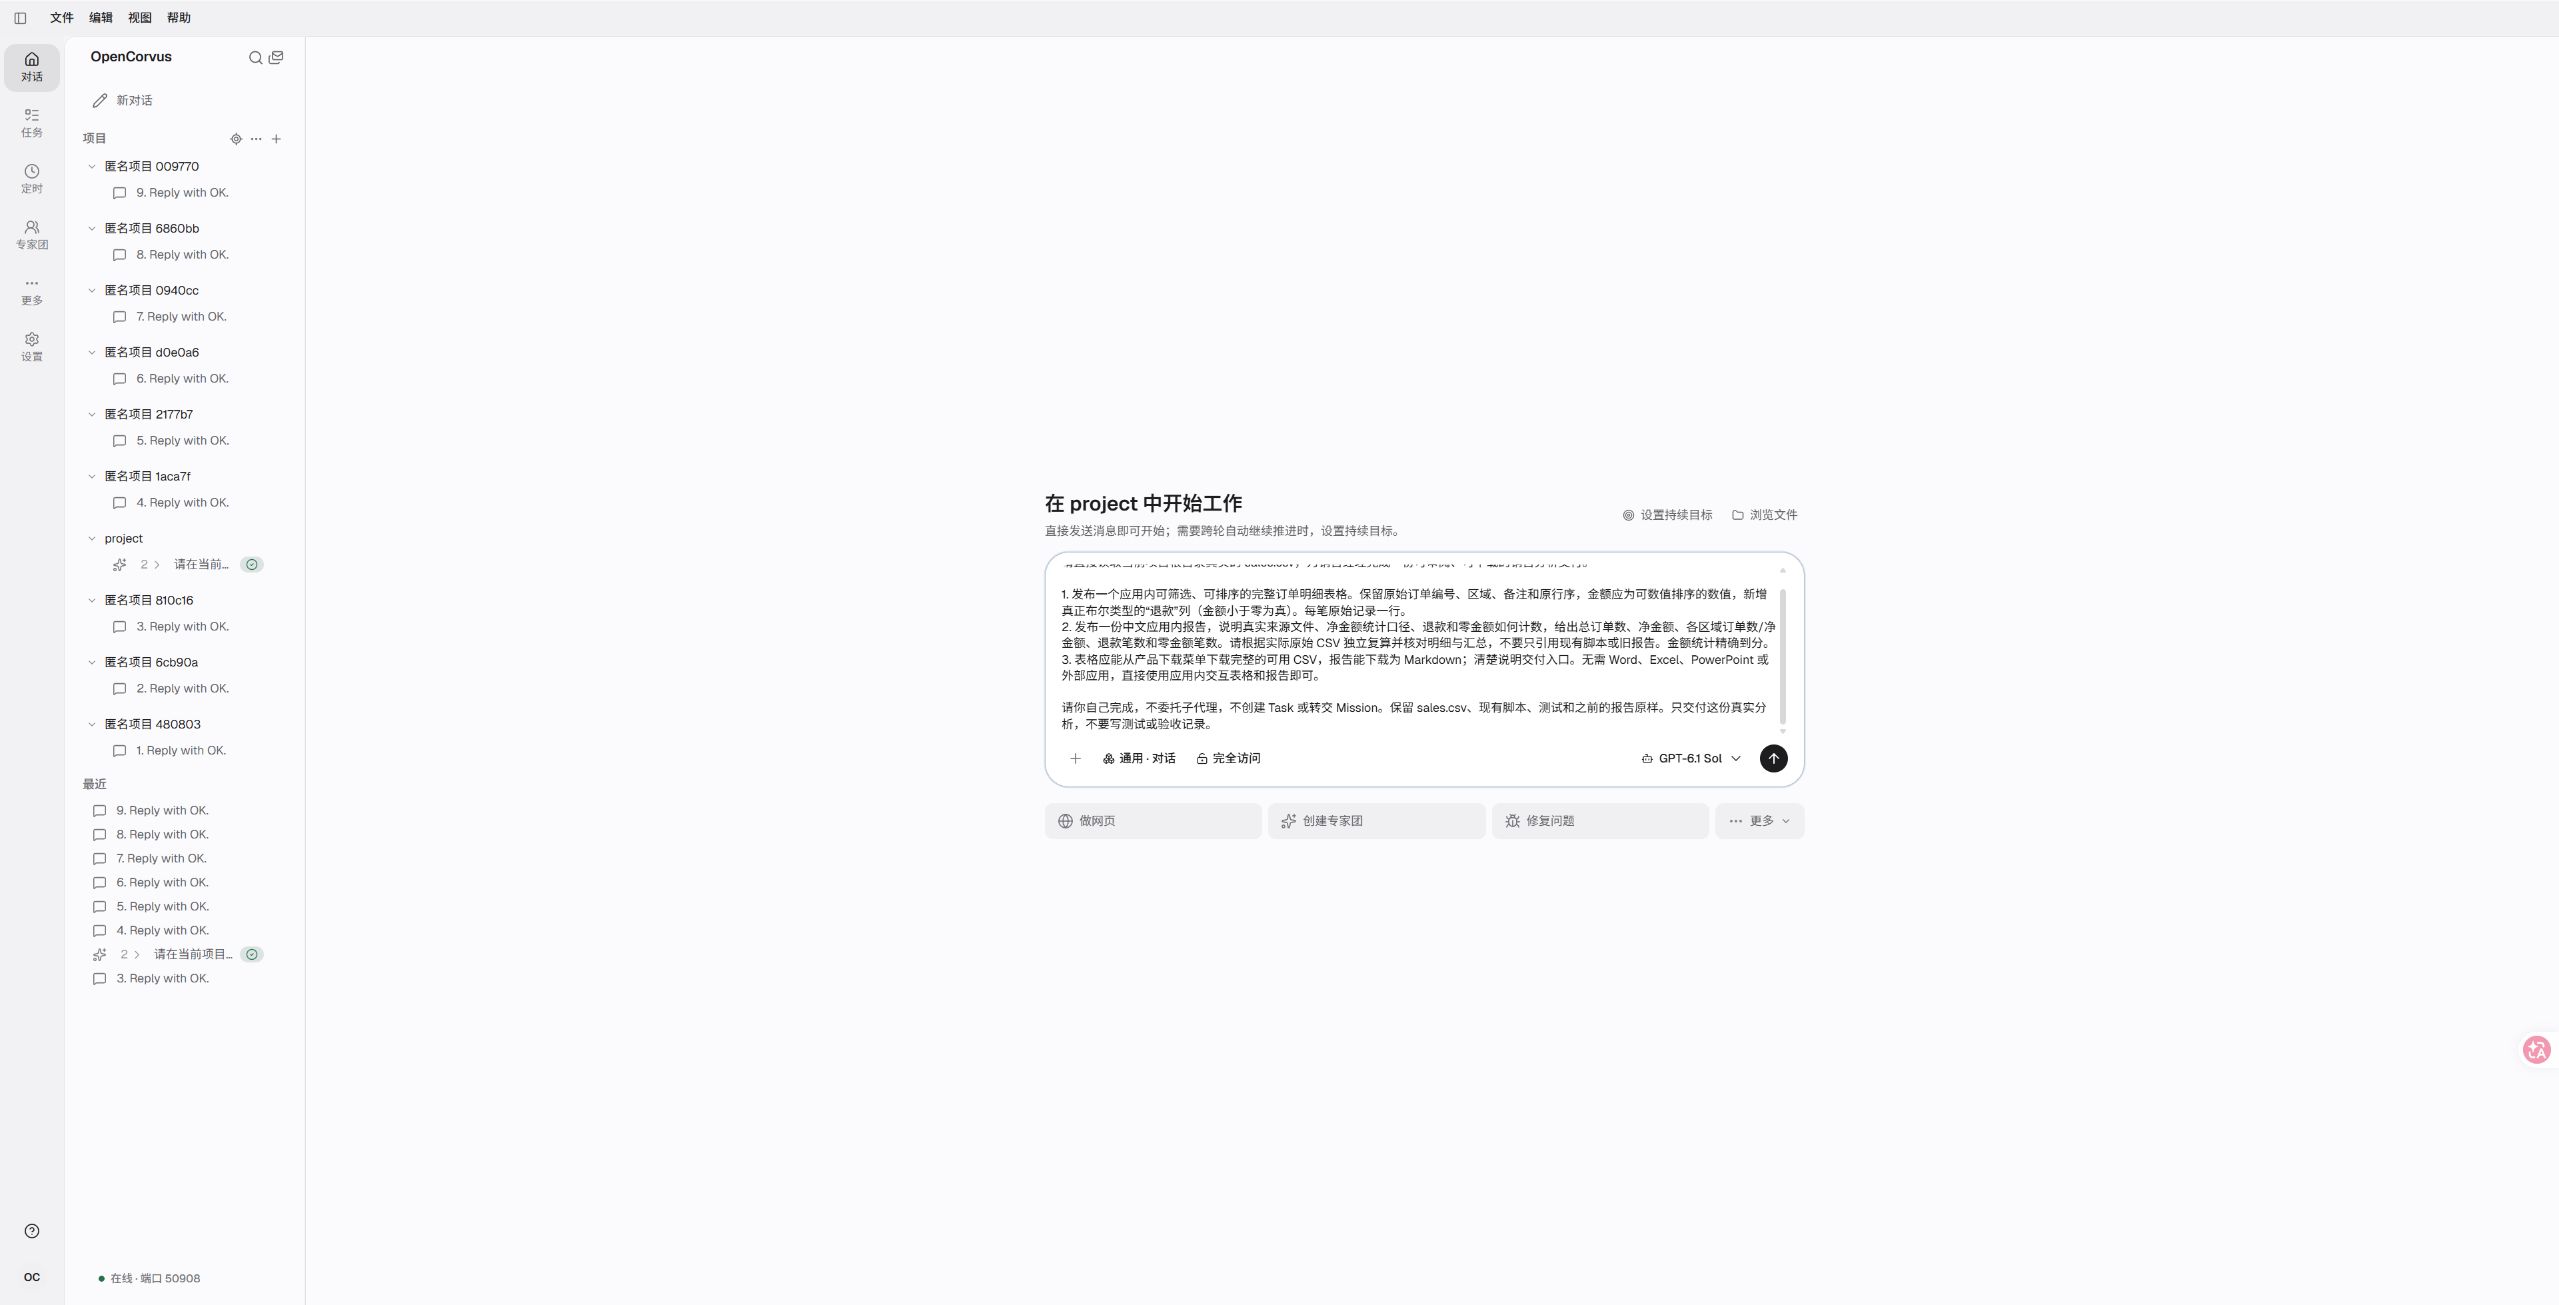 文件 编辑 视图 帮助
对话
任务
定时
专家团
更多
设置
OC
OpenCorvus
新对话
项目
匿名项目 009770
9. Reply with OK.
匿名项目 6860bb
8. Reply with OK.
匿名项目 0940cc
7. Reply with OK.
匿名项目 d0e0a6
6. Reply with OK.
匿名项目 2177b7
5. Reply with OK.
匿名项目 1aca7f
4. Reply with OK.
project
2 请在当前...
匿名项目 810c16
3. Reply with OK.
匿名项目 6cb90a
2. Reply with OK.
匿名项目 480803
1. Reply with OK.
最近
9. Reply with OK.
8. Reply with OK.
7. Reply with OK.
6. Reply with OK.
5. Reply with OK.
4. Reply with OK.
2 请在当前项目...
3. Reply with OK.
在线 · 端口 50908
在 project 中开始工作
直接发送消息即可开始；需要跨轮自动继续推进时，设置持续目标。
设置持续目标 浏览文件
1. 发布一个应用内可筛选、可排序的完整订单明细表格。保留原始订单编号、区域、备注和原行序，金额应为可数值排序的数值，新增
真正布尔类型的“退款”列（金额小于零为真）。每笔原始记录一行。
2. 发布一份中文应用内报告，说明真实来源文件、净金额统计口径、退款和零金额如何计数，给出总订单数、净金额、各区域订单数/净
金额、退款笔数和零金额笔数。请根据实际原始 CSV 独立复算并核对明细与汇总，不要只引用现有脚本或旧报告。金额统计精确到分。
3. 表格应能从产品下载菜单下载完整的可用 CSV，报告能下载为 Markdown；清楚说明交付入口。无需 Word、Excel、PowerPoint 或
外部应用，直接使用应用内交互表格和报告即可。
请你自己完成，不委托子代理，不创建 Task 或转交 Mission。保留 sales.csv、现有脚本、测试和之前的报告原样。只交付这份真实分
析，不要写测试或验收记录。
通用 · 对话 完全访问 GPT-6.1 Sol
做网页 创建专家团 修复问题 更多